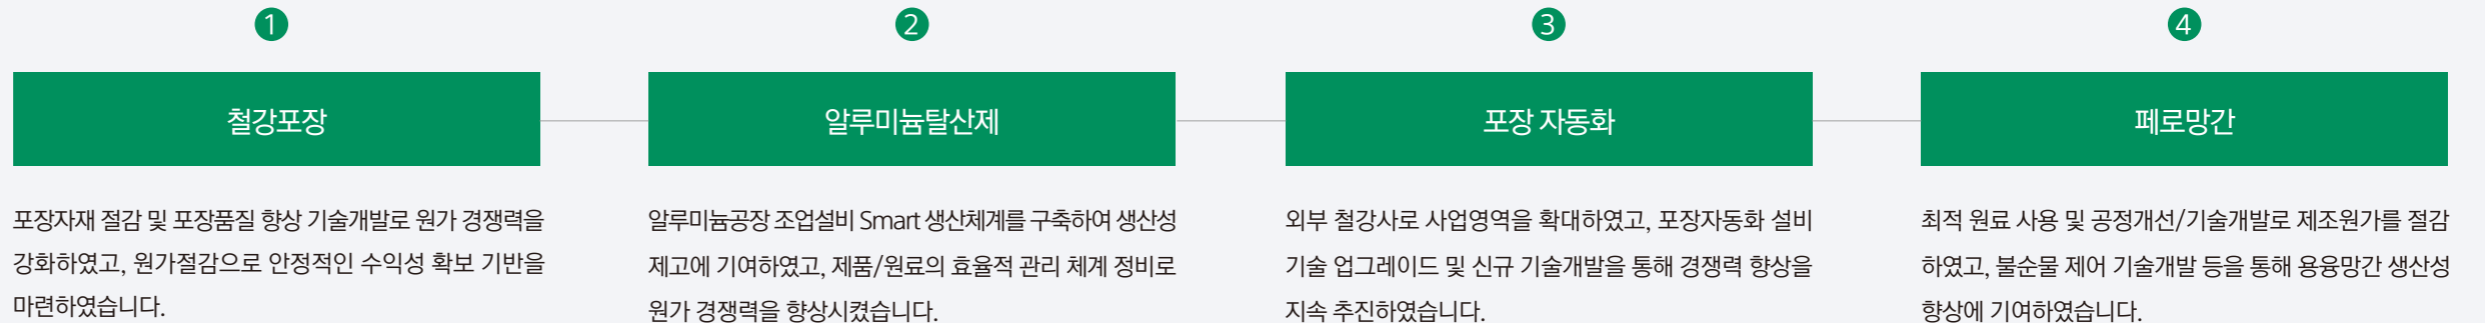 1
철강포장
포장자재 절감 및 포장품질 향상 기술개발로 원가 경쟁력을
강화하였고, 원가절감으로 안정적인 수익성 확보 기반을
마련하였습니다.
2
알루미늄탈산제
알루미늄공장 조업설비 Smart 생산체계를 구축하여 생산성
제고에 기여하였고, 제품/원료의 효율적 관리 체계 정비로
원가 경쟁력을 향상시켰습니다.
3
포장 자동화
외부 철강사로 사업영역을 확대하였고, 포장자동화 설비
기술 업그레이드 및 신규 기술개발을 통해 경쟁력 향상을
지속 추진하였습니다.
4
페로망간
최적 원료 사용 및 공정개선/기술개발로 제조원가를 절감
하였고, 불순물 제어 기술개발 등을 통해 용융망간 생산성
향상에 기여하였습니다.